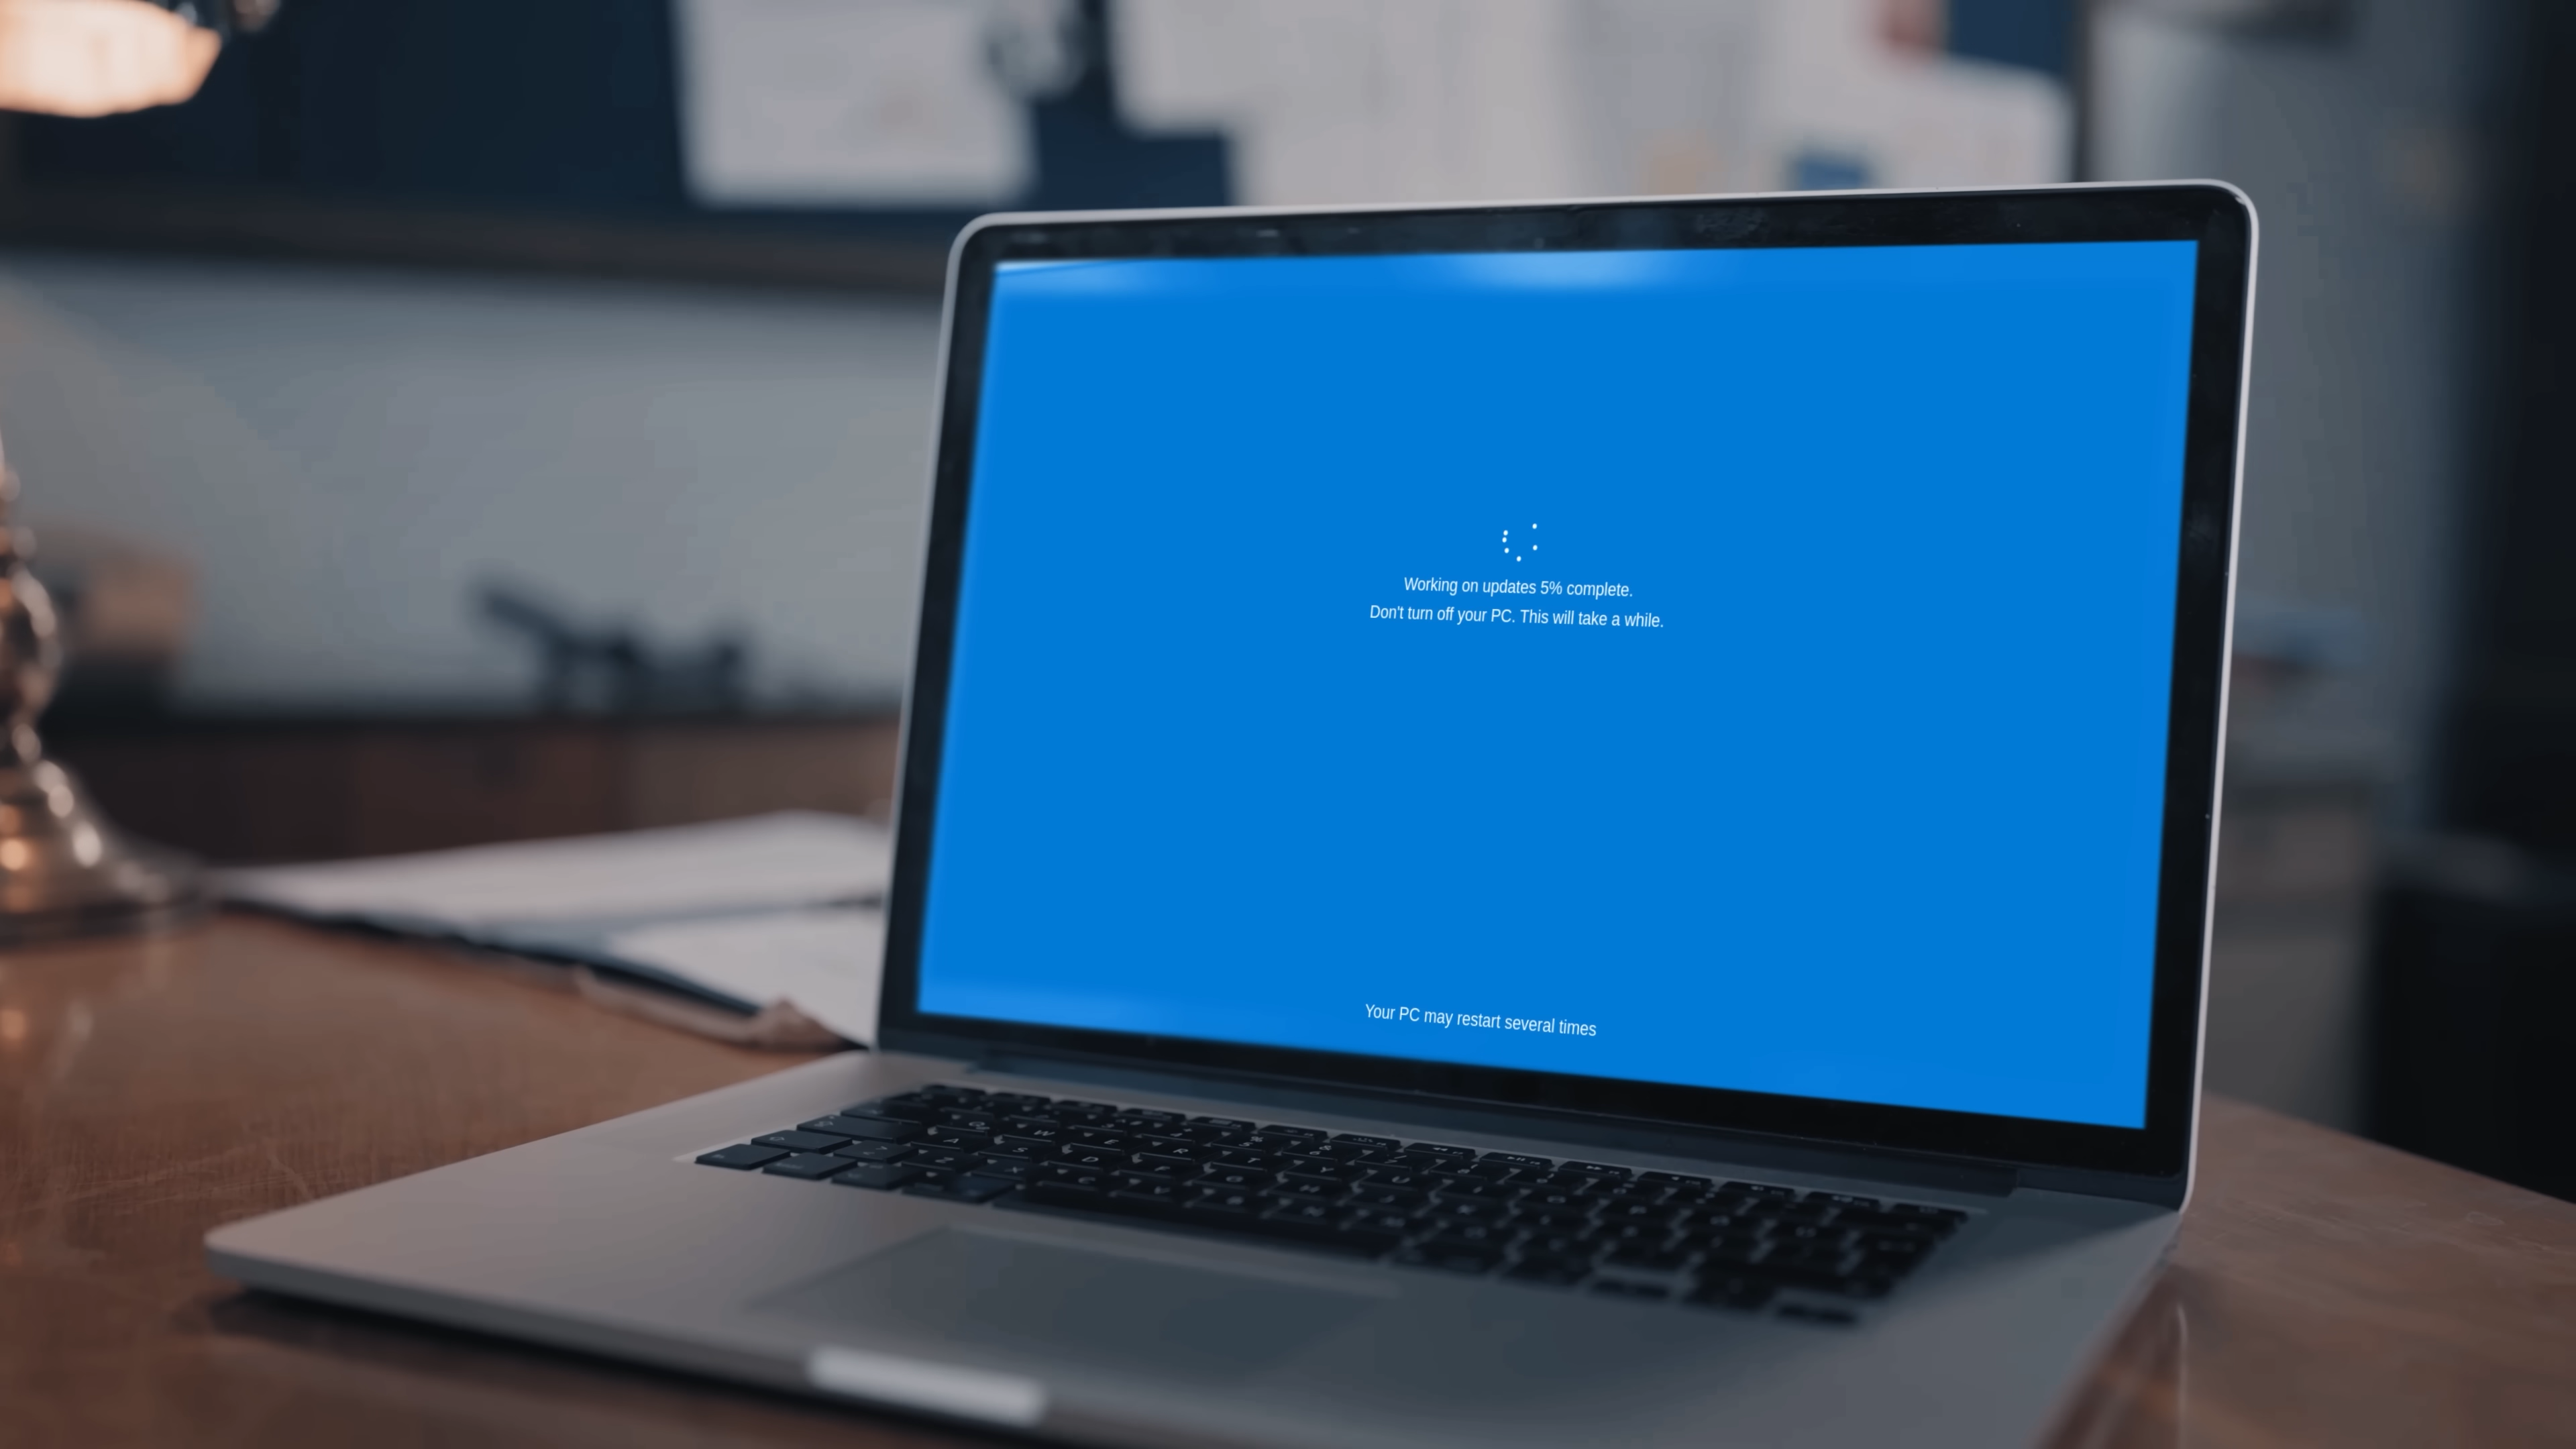 Working on updates 5% complete.
Don't turn off your PC. This will take a while.
Your PC may restart several times
Q W E R T Y U
A S D F G H J K
Z X C V B N M